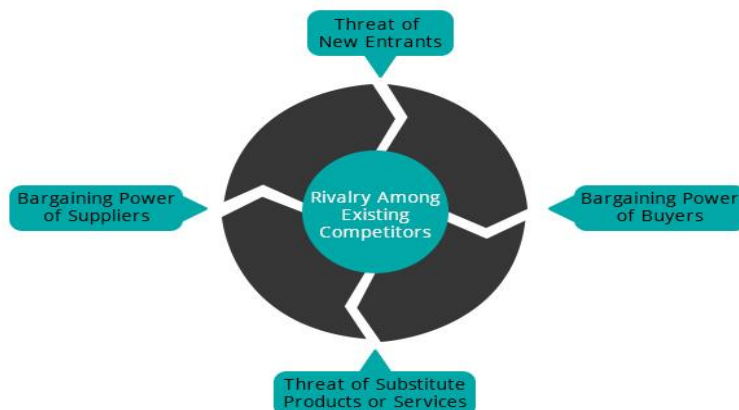 Threat of
New Entrants
Bargaining Power
of Suppliers
Rivalry Among
Existing
Competitors
Bargaining Power
of Buyers
Threat of Substitute
Products or Services